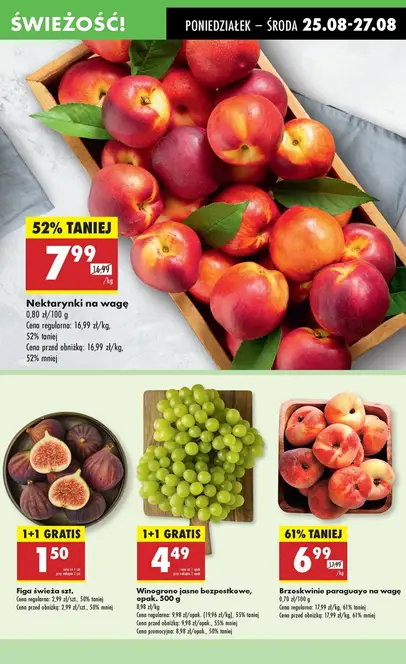 ŚWIEŻOŚĆ!
PONIEDZIAŁEK – ŚRODA 25.08-27.08
52% TANIEJ
7.99
16,99
/kg
Nektarynki na wagę
0,80 zł/100 g
Cena regularna: 16,99 zł/kg,
52% taniej
Cena przed obniżką: 16,99 zł/kg,
52% mniej
1+1 GRATIS
1.50
Figa świeża szt.
Cena regularna: 2,99 zł/szt., 50% taniej
Cena przed obniżką: 2,99 zł/szt., 50% mniej
1+1 GRATIS
4.49
Winogrono jasne bezpestkowe,
opak. 500 g
8,98 zł/kg
Cena regularna: 9,98 zł/opak. (19,96 zł/kg), 55% taniej
Cena przed obniżką: 9,98 zł/opak., 55% mniej
Cena promocyjna: 8,98 zł/opak., 50% taniej
61% TANIEJ
6.99
17,99
/kg
Brzoskwinie paraguayo na wagę
0,70 zł/100 g
Cena regularna: 17,99 zł/kg, 61% taniej
Cena przed obniżką: 17,99 zł/kg, 61% mniej